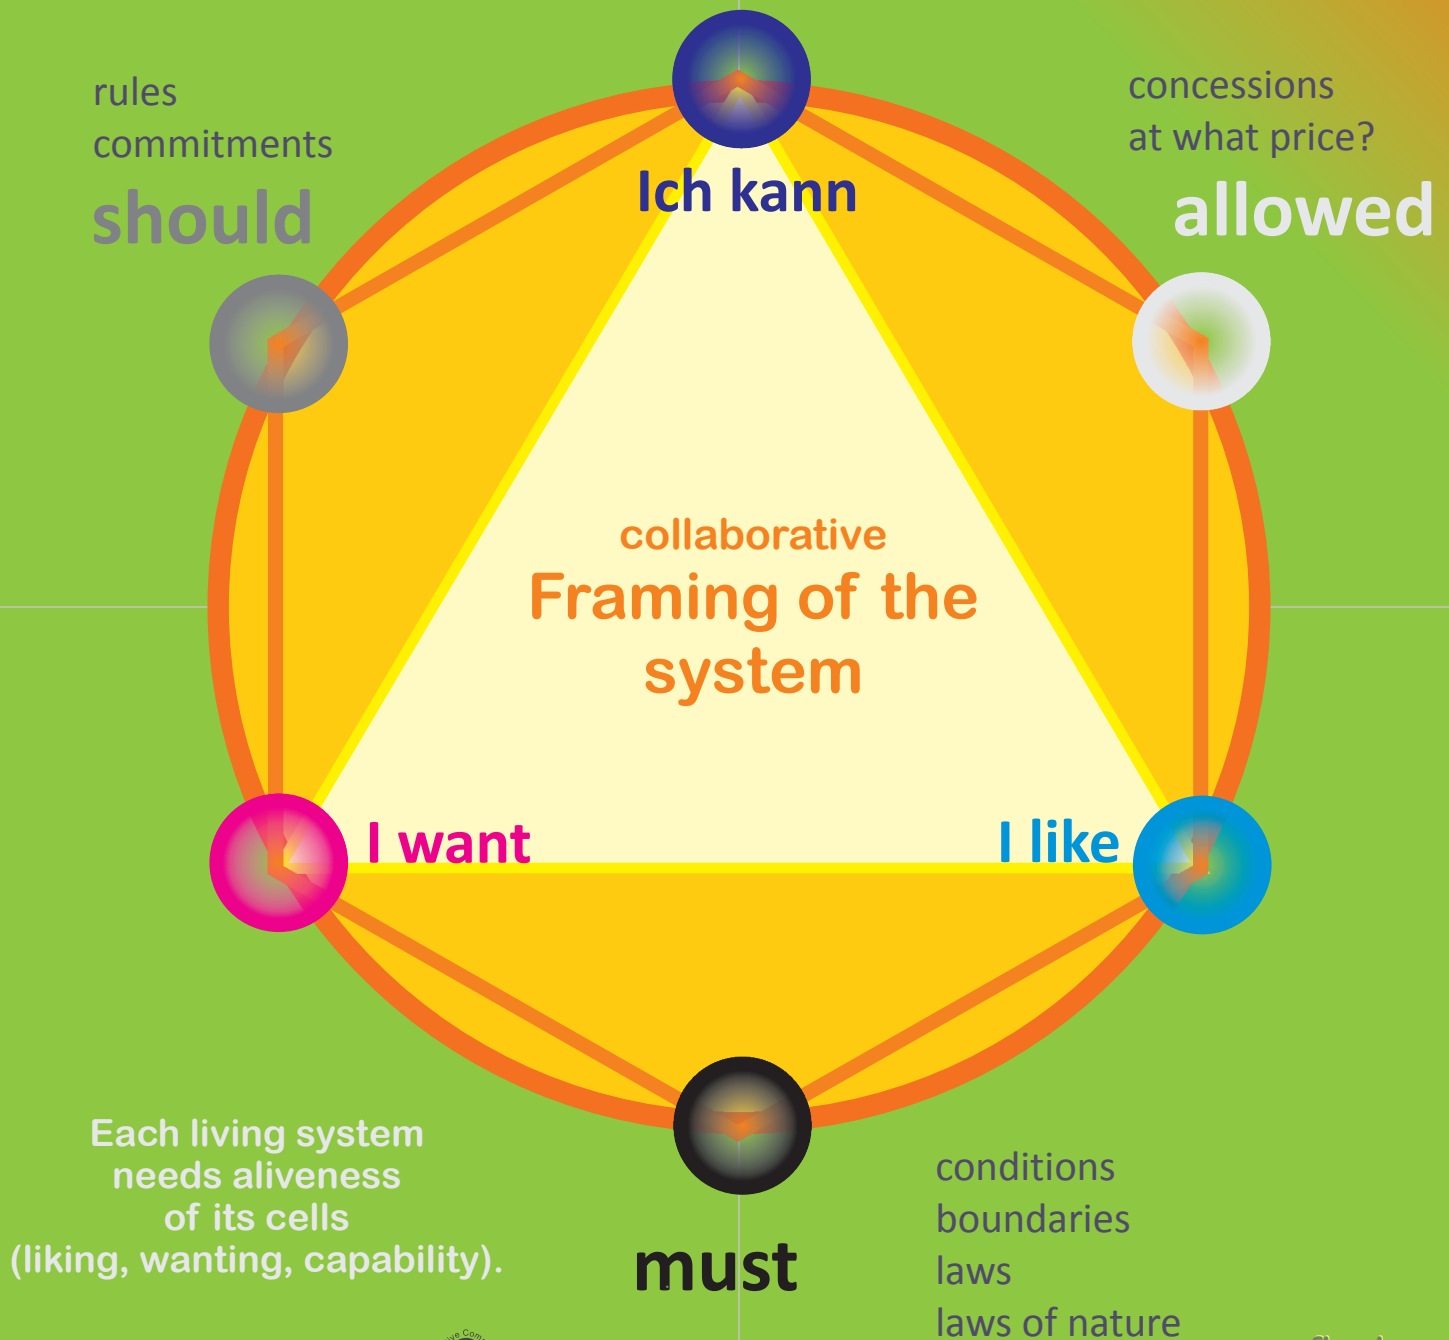 rules
commitments
should
concessions
at what price?
allowed
Ich kann
collaborative
Framing of the
system
I want
I like
Each living system
needs aliveness
of its cells
(liking, wanting, capability).
must
conditions
boundaries
laws
laws of nature